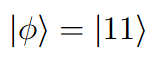 |ϕ⟩ = |11⟩